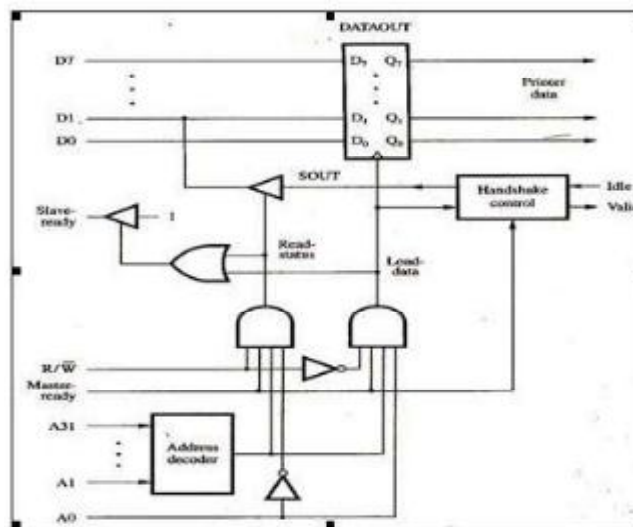 DATAOUT
D7 D7 Q7
Printer
data
D1 D1 Q1
D0 D0 Q0
SOUT
Handshake
control
Idle
Valid
Slave-
ready
1
Read-
status
Load-
data
R/W̅
Master-
ready
A31
Address
decoder
A1
A0